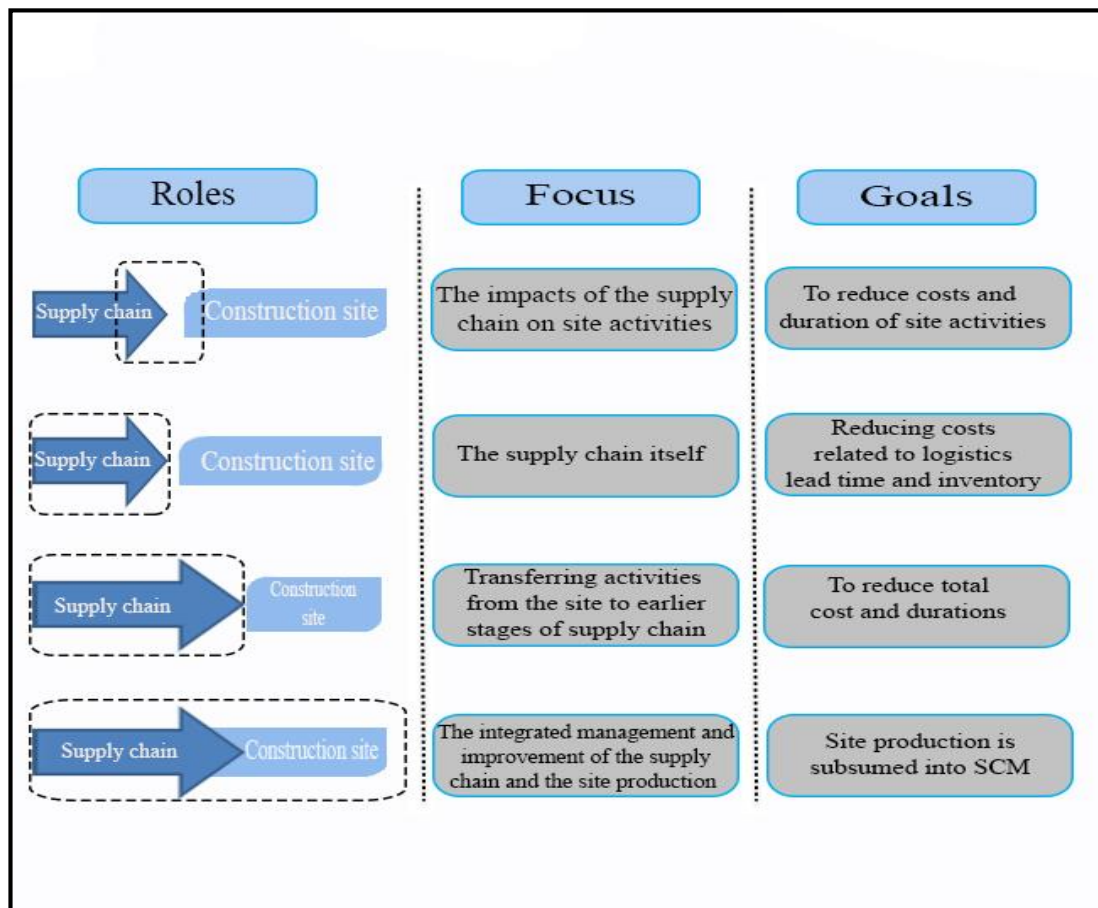 Roles
Focus
Goals
Supply chain
Construction site
The impacts of the supply
chain on site activities
To reduce costs and
duration of site activities
Supply chain
Construction site
The supply chain itself
Reducing costs
related to logistics
lead time and inventory
Supply chain
Construction
site
Transferring activities
from the site to earlier
stages of supply chain
To reduce total
cost and durations
Supply chain
Construction site
The integrated management and
improvement of the supply
chain and the site production
Site production is
subsumed into SCM